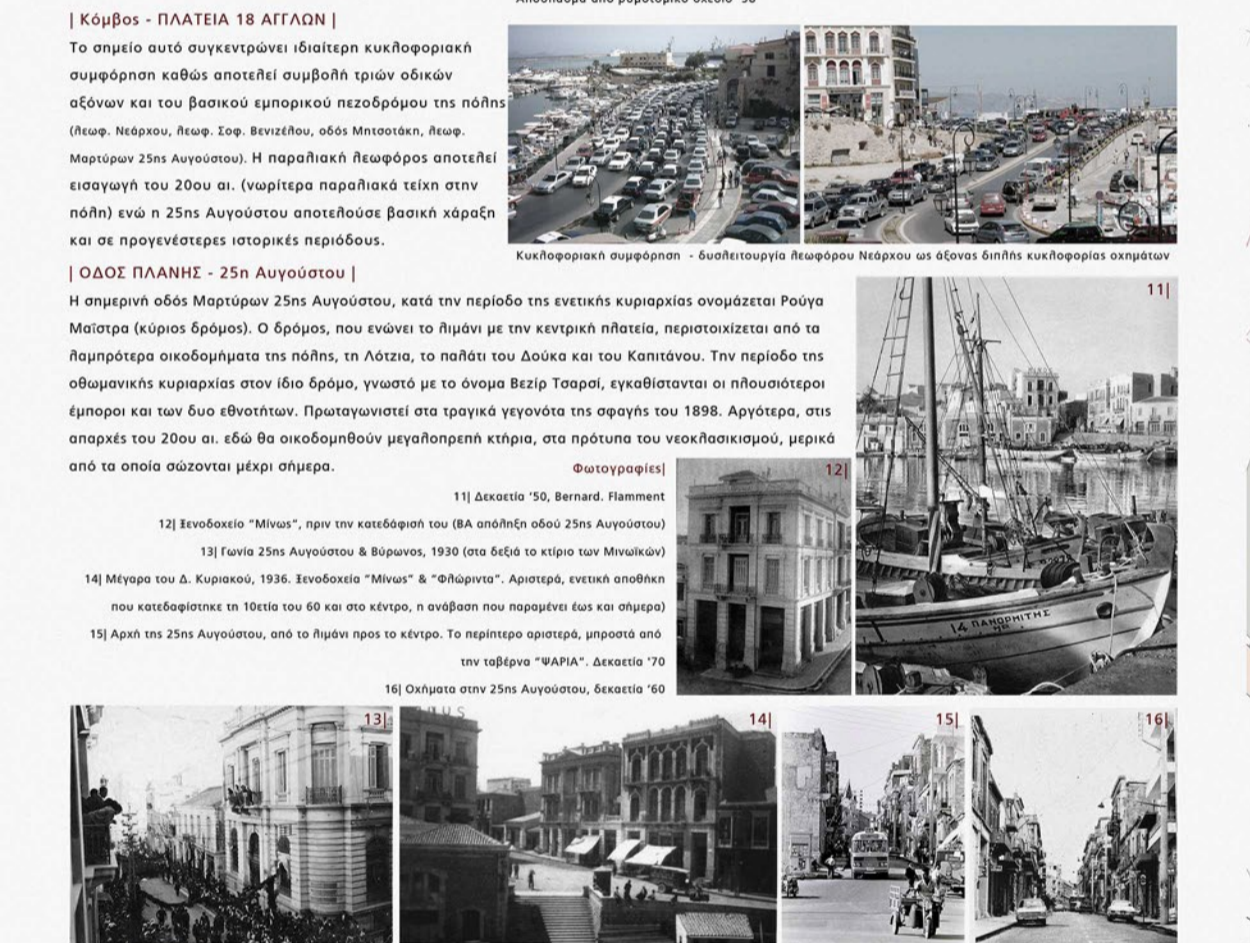 | Κόμβος - ΠΛΑΤΕΙΑ 18 ΑΓΓΛΩΝ |
Το σημείο αυτό συγκεντρώνει ιδιαίτερη κυκλοφοριακή
συμφόρηση καθώς αποτελεί συμβολή τριών οδικών
αξόνων και του βασικού εμπορικού πεζοδρόμου της πόλης
(λεωφ. Νεάρχου, λεωφ. Σοφ. Βενιζέλου, οδός Μητσοτάκη, λεωφ.
Μαρτύρων 25ης Αυγούστου). Η παραλιακή λεωφόρος αποτελεί
εισαγωγή του 20ου αι. (νωρίτερα παραλιακά τείχη στην
πόλη) ενώ η 25ης Αυγούστου αποτελούσε βασική χάραξη
και σε προγενέστερες ιστορικές περιόδους.
Κυκλοφοριακή συμφόρηση - δυσλειτουργία λεωφόρου Νεάρχου ως άξονας διπλής κυκλοφορίας οχημάτων
| ΟΔΟΣ ΠΛΑΝΗΣ - 25η Αυγούστου |
Η σημερινή οδός Μαρτύρων 25ης Αυγούστου, κατά την περίοδο της ενετικής κυριαρχίας ονομάζεται Ρούγα
Μαΐστρα (κύριος δρόμος). Ο δρόμος, που ενώνει το λιμάνι με την κεντρική πλατεία, περιστοιχίζεται από τα
λαμπρότερα οικοδομήματα της πόλης, τη Λότζια, το παλάτι του Δούκα και του Καπιτάνου. Την περίοδο της
οθωμανικής κυριαρχίας στον ίδιο δρόμο, γνωστό με το όνομα Βεζίρ Τσαρσί, εγκαθίστανται οι πλουσιότεροι
έμποροι και των δυο εθνοτήτων. Πρωταγωνιστεί στα τραγικά γεγονότα της σφαγής του 1898. Αργότερα, στις
απαρχές του 20ου αι. εδώ θα οικοδομηθούν μεγαλοπρεπή κτήρια, στα πρότυπα του νεοκλασικισμού, μερικά
από τα οποία σώζονται μέχρι σήμερα.
Φωτογραφίες|
11| Δεκαετία ‘50, Bernard. Flamment
12| Ξενοδοχείο “Μίνως”, πριν την κατεδάφισή του (ΒΑ απόληξη οδού 25ης Αυγούστου)
13| Γωνία 25ης Αυγούστου & Βύρωνος, 1930 (στα δεξιά το κτίριο των Μινωϊκών)
14| Μέγαρα του Δ. Κυριακού, 1936. Ξενοδοχεία “Μίνως” & “Φλώριντα”. Αριστερά, ενετική αποθήκη
που κατεδαφίστηκε τη 10ετία του 60 και στο κέντρο, η ανάβαση που παραμένει έως και σήμερα)
15| Αρχή της 25ης Αυγούστου, από το λιμάνι προς το κέντρο. Το περίπτερο αριστερά, μπροστά από
την ταβέρνα “ΨΑΡΙΑ”. Δεκαετία ‘70
16| Οχήματα στην 25ης Αυγούστου, δεκαετία ‘60
11|
14 ΠΑΝΟΡΜΙΤΗΣ
12|
13|
14|
15|
16|